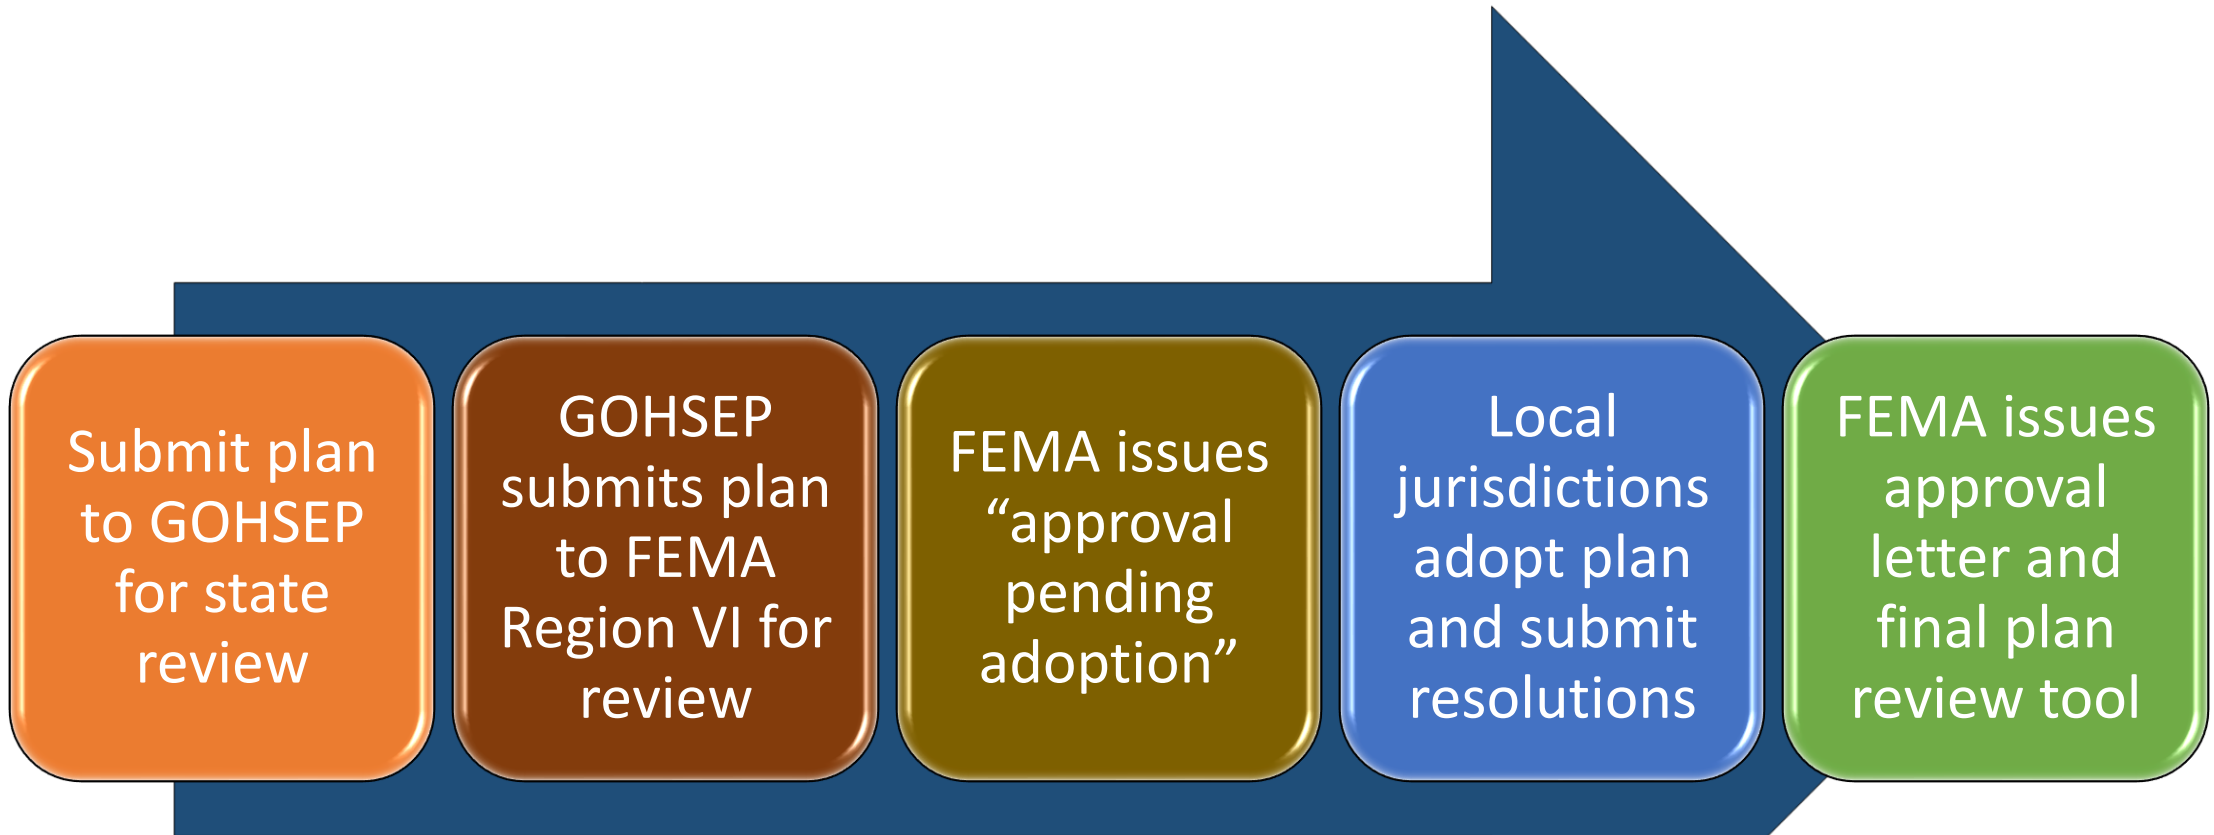 Submit plan
to GOHSEP
for state
review
GOHSEP
submits plan
to FEMA
Region VI for
review
FEMA issues
“approval
pending
adoption”
Local
jurisdictions
adopt plan
and submit
resolutions
FEMA issues
approval
letter and
final plan
review tool